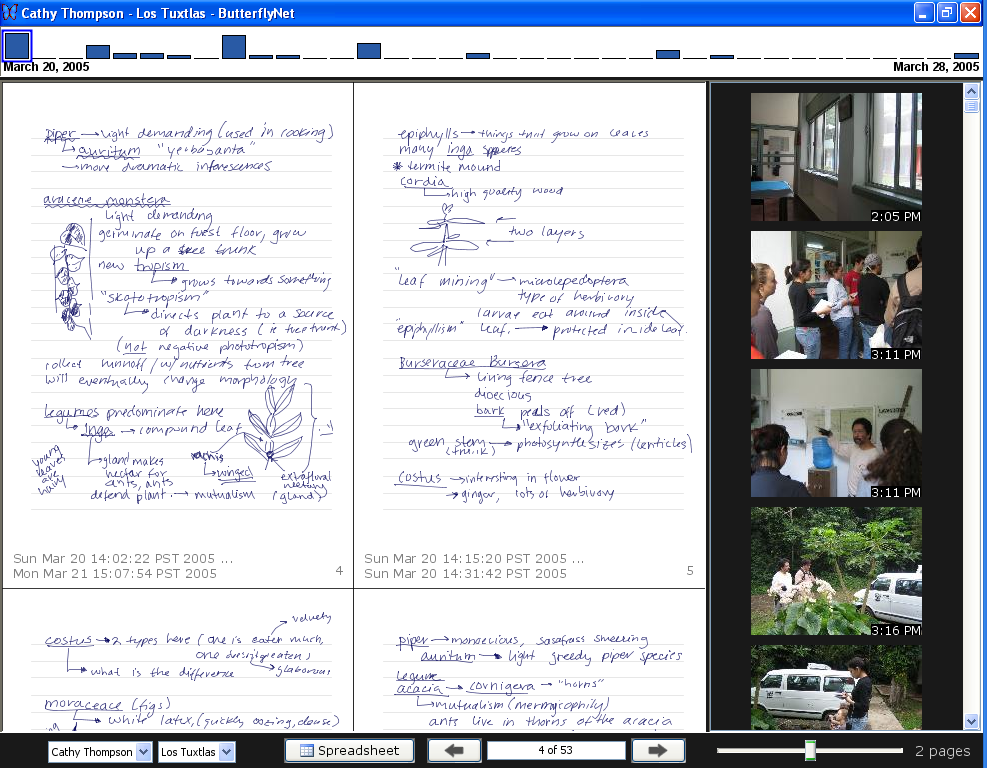 Cathy Thompson - Los Tuxtlas - ButterflyNet
March 20, 2005
March 28, 2005
piper → light demanding (used in cooking)
auritum "yerbasanta"
→ more dramatic inflorescences
araceae monstera
light demanding
germinate on forest floor, grow
up a tree trunk
new tropism
grows towards something
"skototropism"
directs plant to a source
of darkness (ie tree trunk)
(not negative phototropism)
collect runoff / w/ nutrients from tree
will eventually change morphology
legumes predominate here
Inga → compound leaf
gland makes
nectar for
ants, ants
defend plant. → mutualism
young
leaves
are
hairy
rachis
winged
extrafloral
nectary
(gland)
Sun Mar 20 14:02:22 PST 2005 ...
Mon Mar 21 15:07:54 PST 2005
4
epiphylls → things that grow on leaves
many inga species
* termite mound
cordia
high quality wood
two layers
"leaf mining" → microlepedoptera
type of herbivory
larvae eat around inside
"epiphyllism" leaf. → protected inside leaf.
Burseraceae Bursera
living fence tree
dioecious
bark peels off (red)
"exfoliating bark"
green stem → photosynthesizes (lenticles)
(trunk)
costus → interesting in flower
→ ginger, lots of herbivory
Sun Mar 20 14:15:20 PST 2005 ...
Sun Mar 20 14:31:42 PST 2005
5
velvety
costus → 2 types here (one is eaten much,
one doesn't get eaten)
glaborous
what is the difference
moraceace (figs)
white latex, (quickly oozing, dense)
piper → monoecious, sasafrass smelling
auritum → light greedy piper species
legume
acacia → cornigera → "horns"
mutualism (mermycophily)
ants live in thorns of the acacia
2:05 PM
3:11 PM
3:11 PM
3:16 PM
Cathy Thompson
Los Tuxtlas
Spreadsheet
4 of 53
2 pages